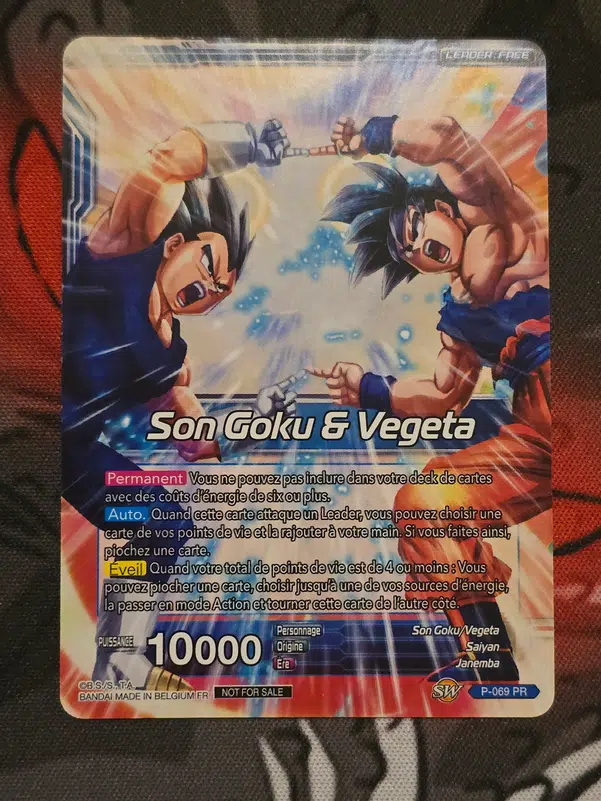 LEADER : FACE
Son Goku & Vegeta
Permanent Vous ne pouvez pas inclure dans votre deck de cartes
avec des coûts d'énergie de six ou plus.
Auto. Quand cette carte attaque un Leader, vous pouvez choisir une
carte de vos points de vie et la rajouter à votre main. Si vous faites ainsi,
piochez une carte.
Éveil Quand votre total de points de vie est de 4 ou moins : Vous
pouvez piocher une carte, choisir jusqu'à une de vos sources d'énergie,
la passer en mode Action et tourner cette carte de l'autre côté.
PUISSANCE 10000
Personnage Son Goku/Vegeta
Origine Saiyan
Ère Janemba
©B.S./S., T.A.
BANDAI MADE IN BELGIUM FR NOT FOR SALE
SW P-069 PR